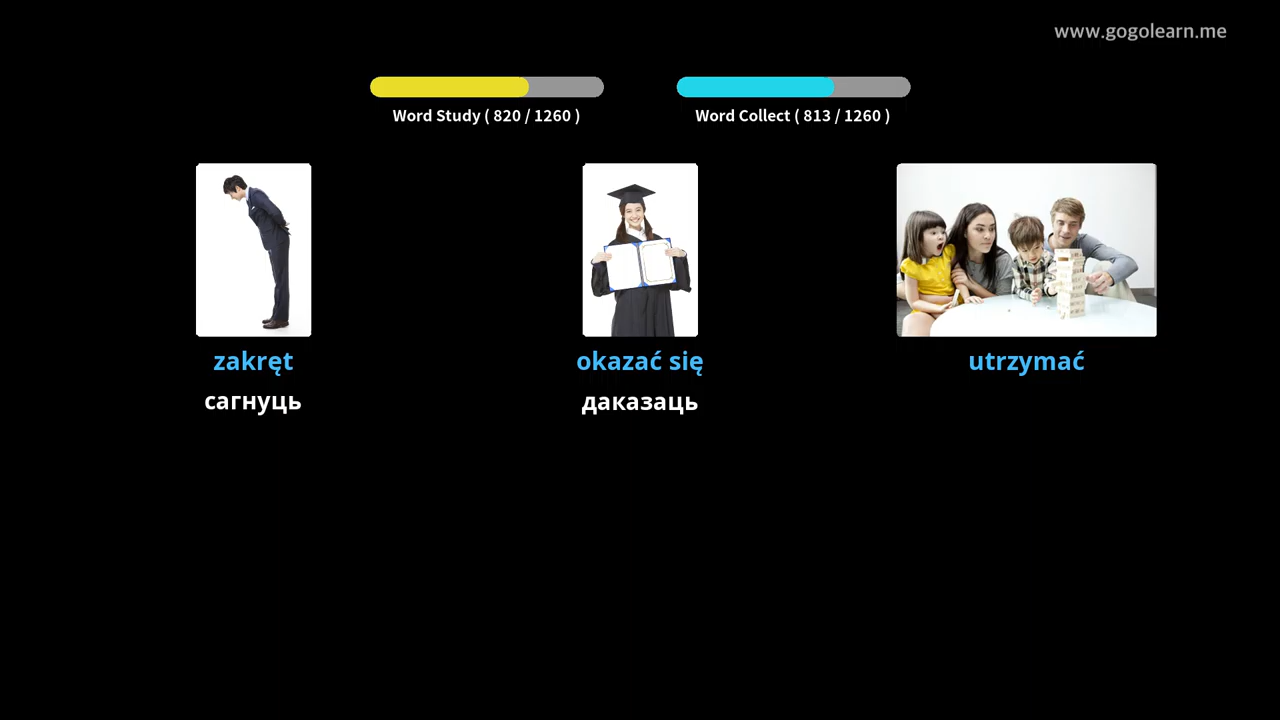 www.gogolearn.me
Word Study ( 820 / 1260 )
Word Collect ( 813 / 1260 )
zakręt
сагнуць
okazać się
даказаць
utrzymać